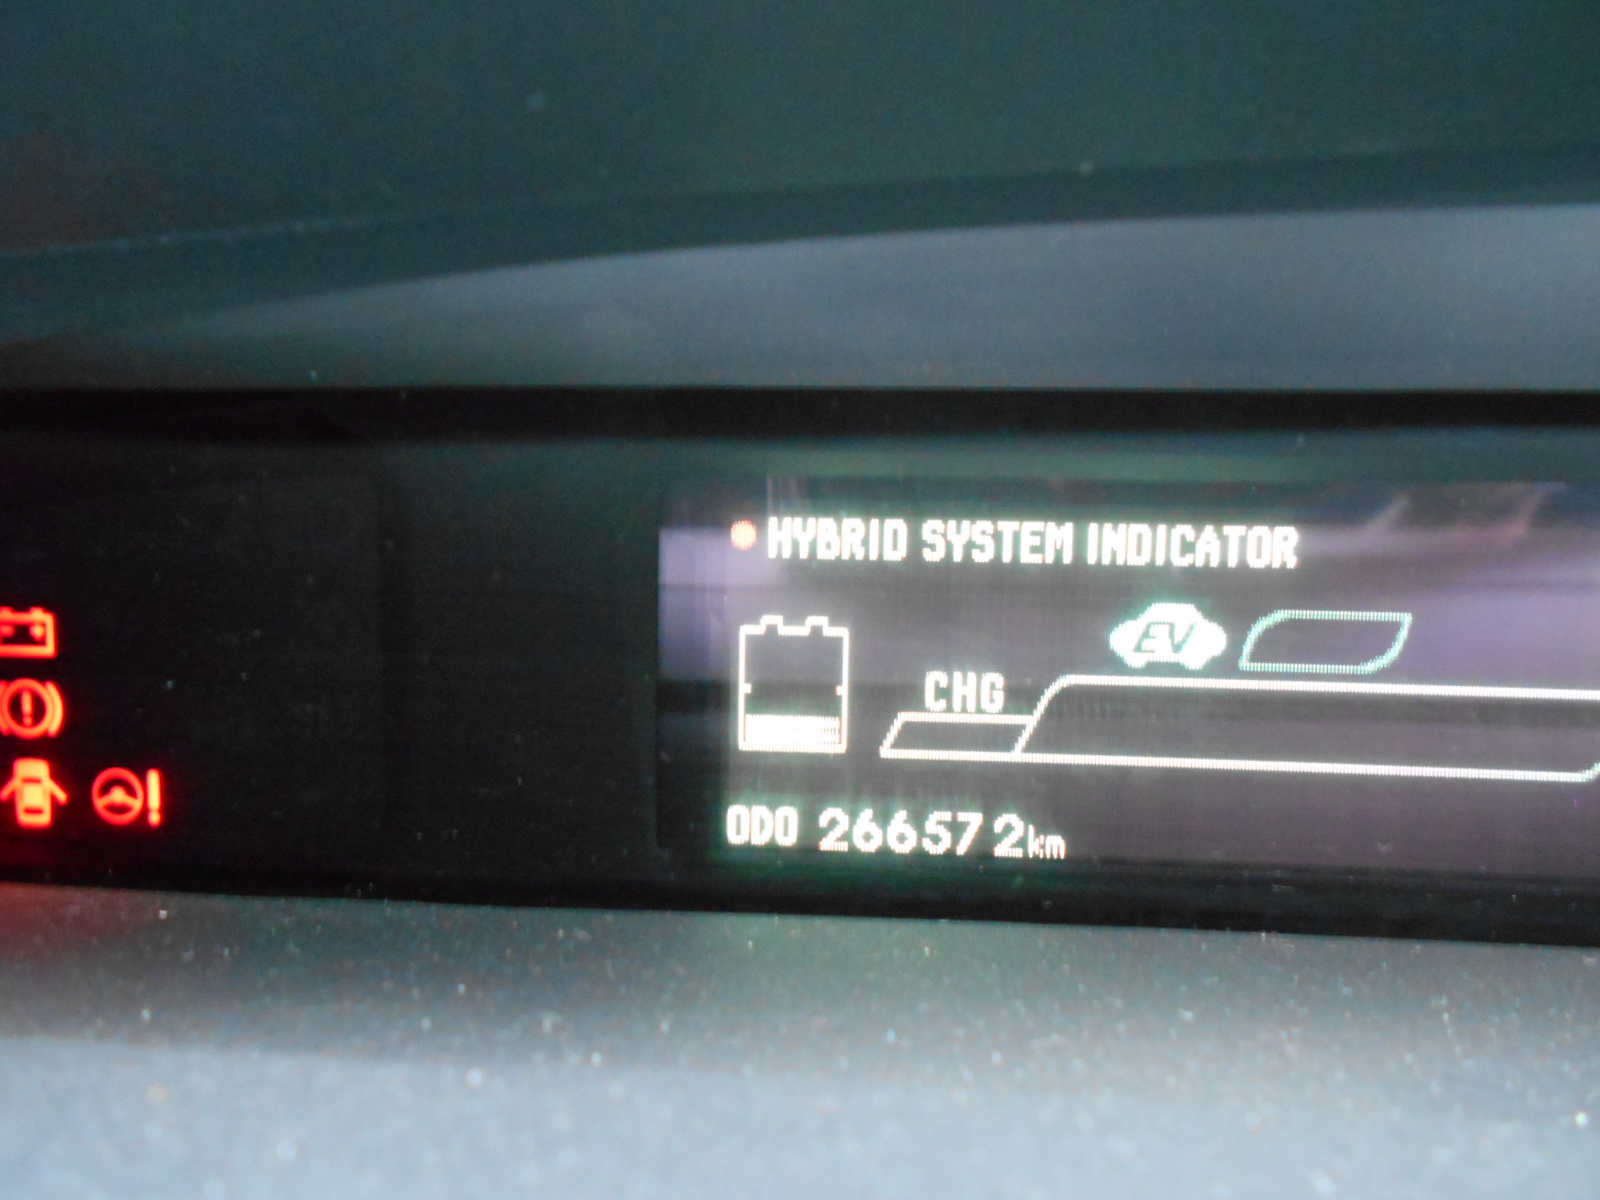 HYBRID SYSTEM INDICATOR
EV
CHG
ODO 266572km